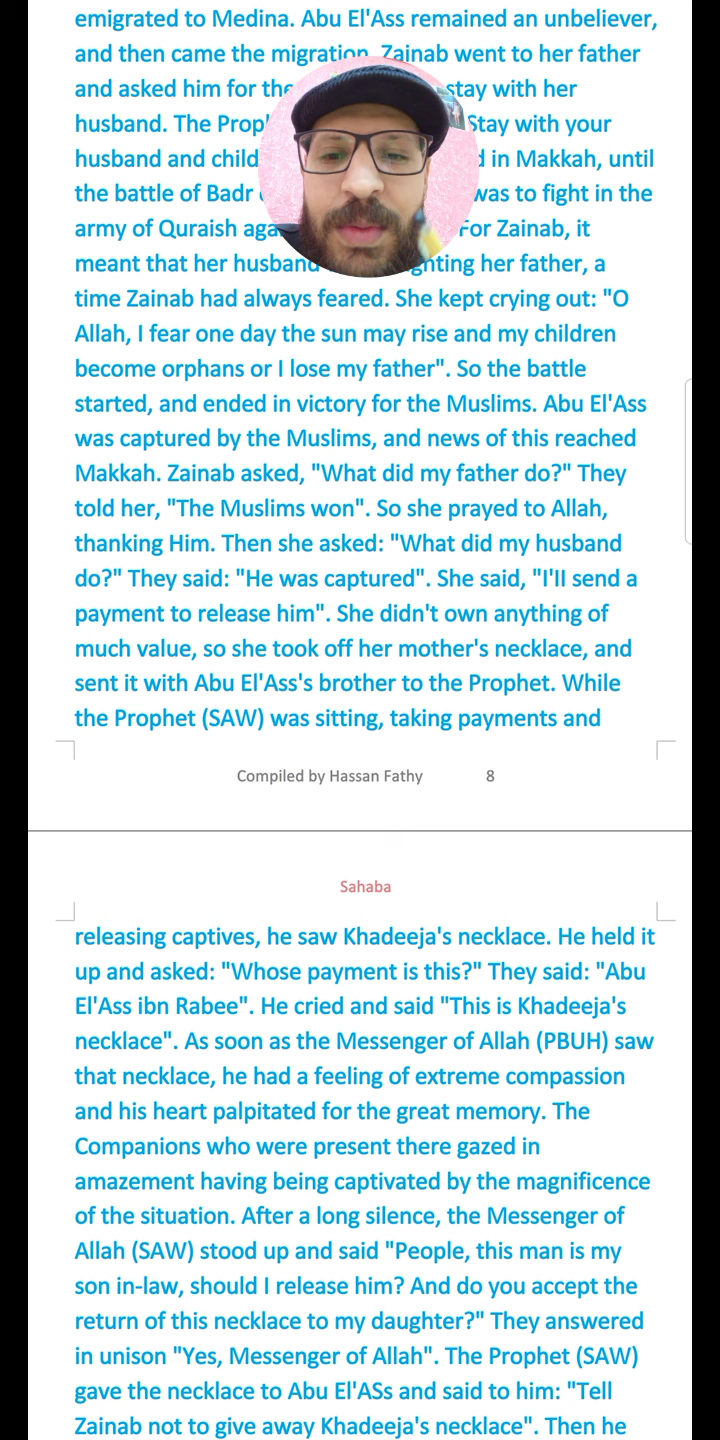 emigrated to Medina. Abu El'Ass remained an unbeliever,
and then came the migration. Zainab went to her father
and asked him for the stay with her
husband. The Stay with your
husband and in Makkah, until
the battle of Badr was to fight in the
army of Quraish For Zainab, it
meant that her husband fighting her father, a
time Zainab had always feared. She kept crying out: "O
Allah, I fear one day the sun may rise and my children
become orphans or I lose my father". So the battle
started, and ended in victory for the Muslims. Abu El'Ass
was captured by the Muslims, and news of this reached
Makkah. Zainab asked, "What did my father do?" They
told her, "The Muslims won". So she prayed to Allah,
thanking Him. Then she asked: "What did my husband
do?" They said: "He was captured". She said, "I'II send a
payment to release him". She didn't own anything of
much value, so she took off her mother's necklace, and
sent it with Abu El'Ass's brother to the Prophet. While
the Prophet (SAW) was sitting, taking payments and
Compiled by Hassan Fathy 8
Sahaba
releasing captives, he saw Khadeeja's necklace. He held it
up and asked: "Whose payment is this?" They said: "Abu
El'Ass ibn Rabee". He cried and said "This is Khadeeja's
necklace". As soon as the Messenger of Allah (PBUH) saw
that necklace, he had a feeling of extreme compassion
and his heart palpitated for the great memory. The
Companions who were present there gazed in
amazement having being captivated by the magnificence
of the situation. After a long silence, the Messenger of
Allah (SAW) stood up and said "People, this man is my
son in-law, should I release him? And do you accept the
return of this necklace to my daughter?" They answered
in unison "Yes, Messenger of Allah". The Prophet (SAW)
gave the necklace to Abu El'ASs and said to him: "Tell
Zainab not to give away Khadeeja's necklace". Then he